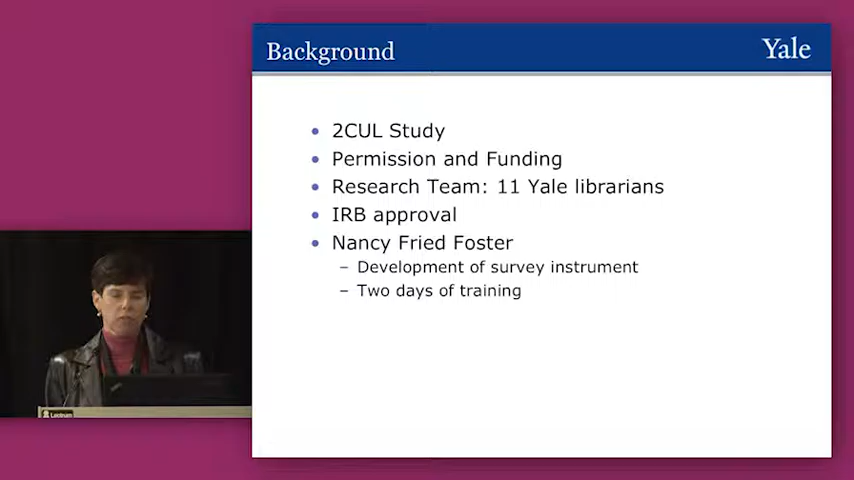 Background
Yale
2CUL Study
Permission and Funding
Research Team: 11 Yale librarians
IRB approval
Nancy Fried Foster
– Development of survey instrument
– Two days of training